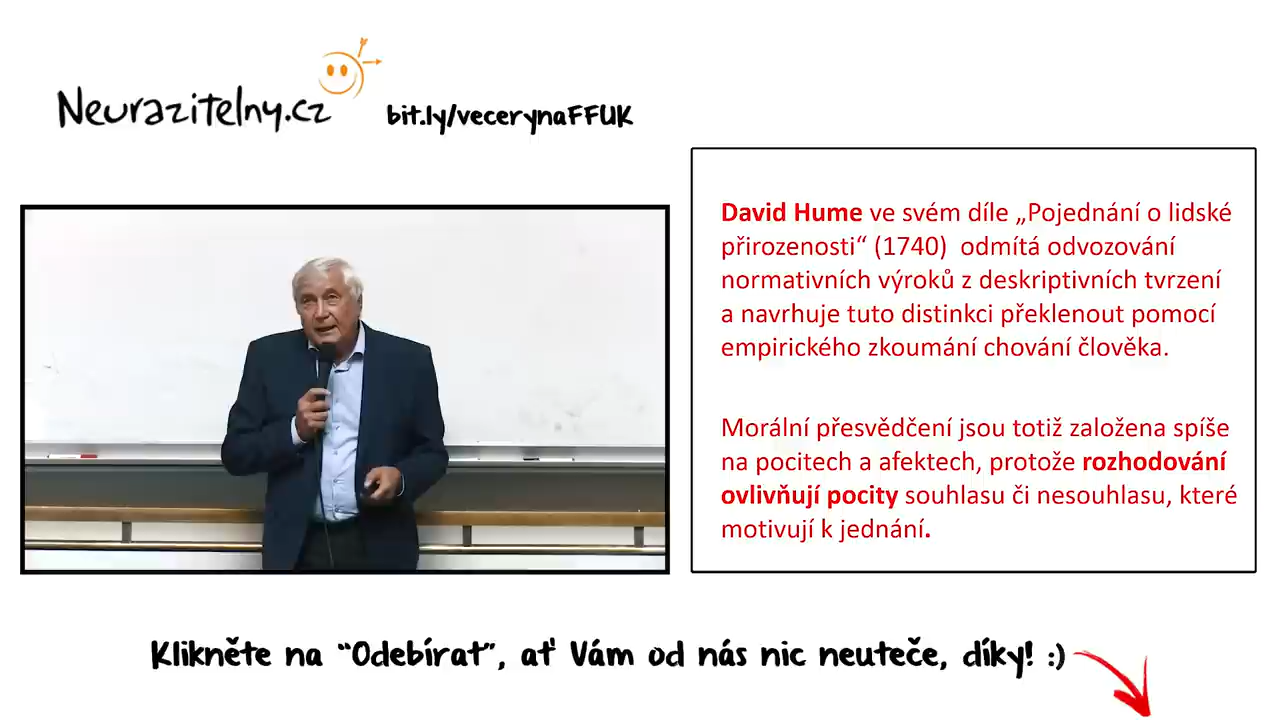 Neurazitelny.cz
bit.ly/vecerynaFFUK
David Hume ve svém díle „Pojednání o lidské
přirozenosti“ (1740)  odmítá odvozování
normativních výroků z deskriptivních tvrzení
a navrhuje tuto distinkci překlenout pomocí
empirického zkoumání chování člověka.
Morální přesvědčení jsou totiž založena spíše
na pocitech a afektech, protože rozhodování
ovlivňují pocity souhlasu či nesouhlasu, které
motivují k jednání.
Klikněte na “Odebírat”, ať Vám od nás nic neuteče, díky! :)